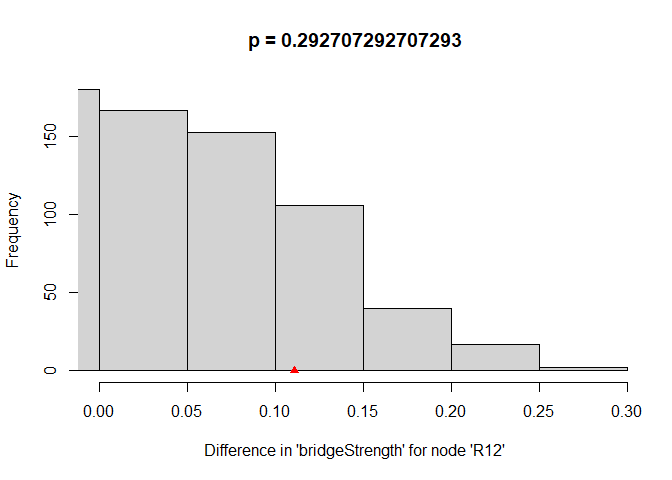 p = 0.292707292707293
Frequency
150
100
50
0
0.00 0.05 0.10 0.15 0.20 0.25 0.30
Difference in 'bridgeStrength' for node 'R12'